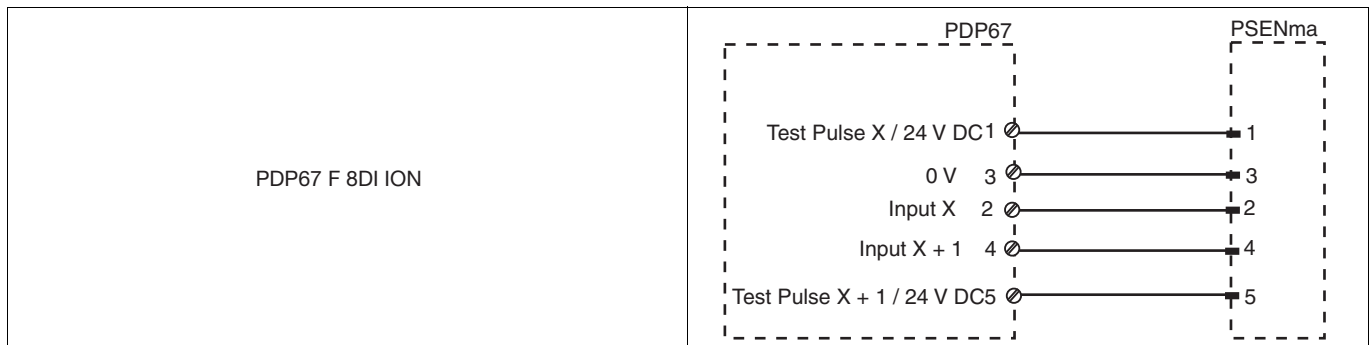 PDP67 F 8DI ION
PDP67 PSENma
Test Pulse X / 24 V DC1 1
0 V 3 3
Input X 2 2
Input X + 1 4 4
Test Pulse X + 1 / 24 V DC5 5